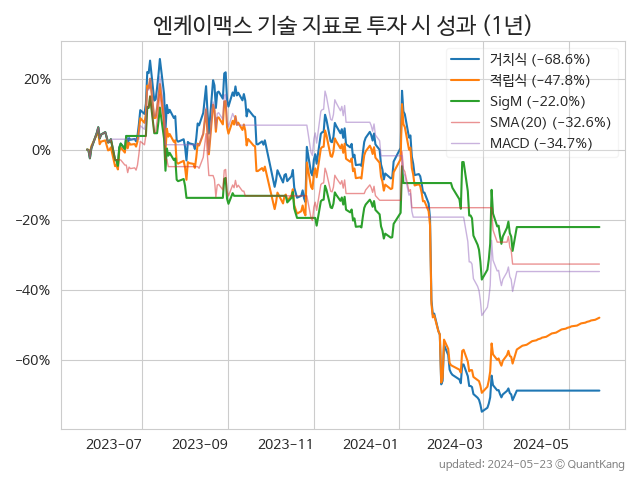 엔케이맥스 기술 지표로 투자 시 성과 (1년)
거치식 (−68.6%)
적립식 (−47.8%)
SigM (−22.0%)
SMA(20) (−32.6%)
MACD (−34.7%)
20%
0%
−20%
−40%
−60%
2023-07
2023-09
2023-11
2024-01
2024-03
2024-05
updated: 2024-05-23 ⓒ QuantKang